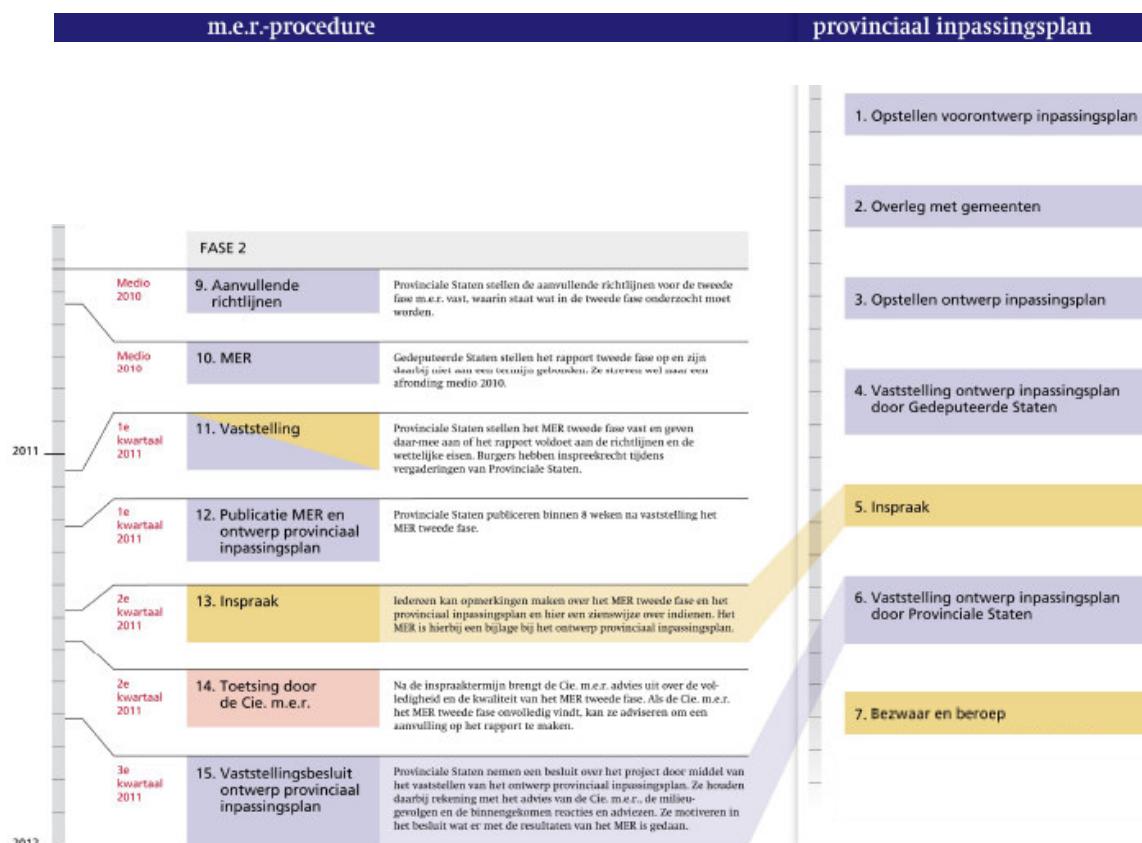 m.e.r.-procedure
provinciaal inpassingsplan
FASE 2
Medio
2010
9. Aanvullende
richtlijnen
Provinciale Staten stellen de aanvullende richtlijnen voor de tweede
fase m.e.r. vast, waarin staat wat in de tweede fase onderzocht moet
worden.
Medio
2010
10. MER
Gedeputeerde Staten stellen het rapport tweede fase op en zijn
daarbij niet aan een termijn gebonden. Ze streven wel naar een
afronding medio 2010.
2011
1e
kwartaal
2011
11. Vaststelling
Provinciale Staten stellen het MER tweede fase vast en geven
daar-mee aan of het rapport voldoet aan de richtlijnen en de
wettelijke eisen. Burgers hebben inspreekrecht tijdens
vergaderingen van Provinciale Staten.
1e
kwartaal
2011
12. Publicatie MER en
ontwerp provinciaal
inpassingsplan
Provinciale Staten publiceren binnen 8 weken na vaststelling het
MER tweede fase.
2e
kwartaal
2011
13. Inspraak
Iedereen kan opmerkingen maken over het MER tweede fase en het
provinciaal inpassingsplan en hier een zienswijze over indienen. Het
MER is hierbij een bijlage bij het ontwerp provinciaal inpassingsplan.
2e
kwartaal
2011
14. Toetsing door
de Cie. m.e.r.
Na de inspraaktermijn brengt de Cie. m.e.r. advies uit over de vol-
ledigheid en de kwaliteit van het MER tweede fase. Als de Cie. m.e.r.
het MER tweede fase onvolledig vindt, kan ze adviseren om een
aanvulling op het rapport te maken.
3e
kwartaal
2011
15. Vaststellingsbesluit
ontwerp provinciaal
inpassingsplan
Provinciale Staten nemen een besluit over het project door middel van
het vaststellen van het ontwerp provinciaal inpassingsplan. Ze houden
daarbij rekening met het advies van de Cie. m.e.r., de milieu-
gevolgen en de binnengekomen reacties en adviezen. Ze motiveren in
het besluit wat er met de resultaten van het MER is gedaan.
2012
1. Opstellen voorontwerp inpassingsplan
2. Overleg met gemeenten
3. Opstellen ontwerp inpassingsplan
4. Vaststelling ontwerp inpassingsplan
door Gedeputeerde Staten
5. Inspraak
6. Vaststelling ontwerp inpassingsplan
door Provinciale Staten
7. Bezwaar en beroep